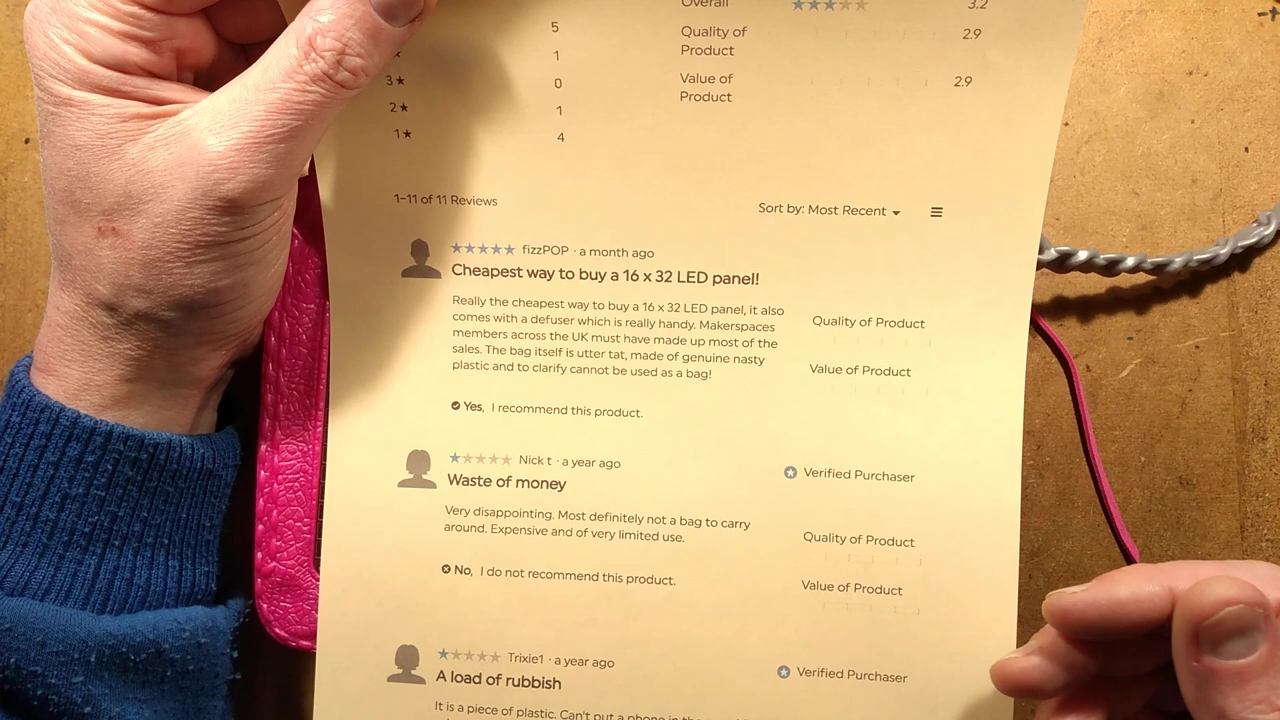 Overall ★★★★★ 3.2
5
Quality of
Product 2.9
★ 1
3★ 0
Value of
Product 2.9
2★ 1
1★ 4
1–11 of 11 Reviews
Sort by: Most Recent
★★★★★ fizzPOP · a month ago
Cheapest way to buy a 16 x 32 LED panel!
Really the cheapest way to buy a 16 x 32 LED panel, it also
comes with a defuser which is really handy. Makerspaces
members across the UK must have made up most of the
sales. The bag itself is utter tat, made of genuine nasty
plastic and to clarify cannot be used as a bag!
Quality of Product
Value of Product
Yes, I recommend this product.
★★★★★ Nick t · a year ago
Verified Purchaser
Waste of money
Very disappointing. Most definitely not a bag to carry
around. Expensive and of very limited use.
Quality of Product
Value of Product
No, I do not recommend this product.
★★★★★ Trixie1 · a year ago
Verified Purchaser
A load of rubbish
It is a piece of plastic. Can't put a phone in the